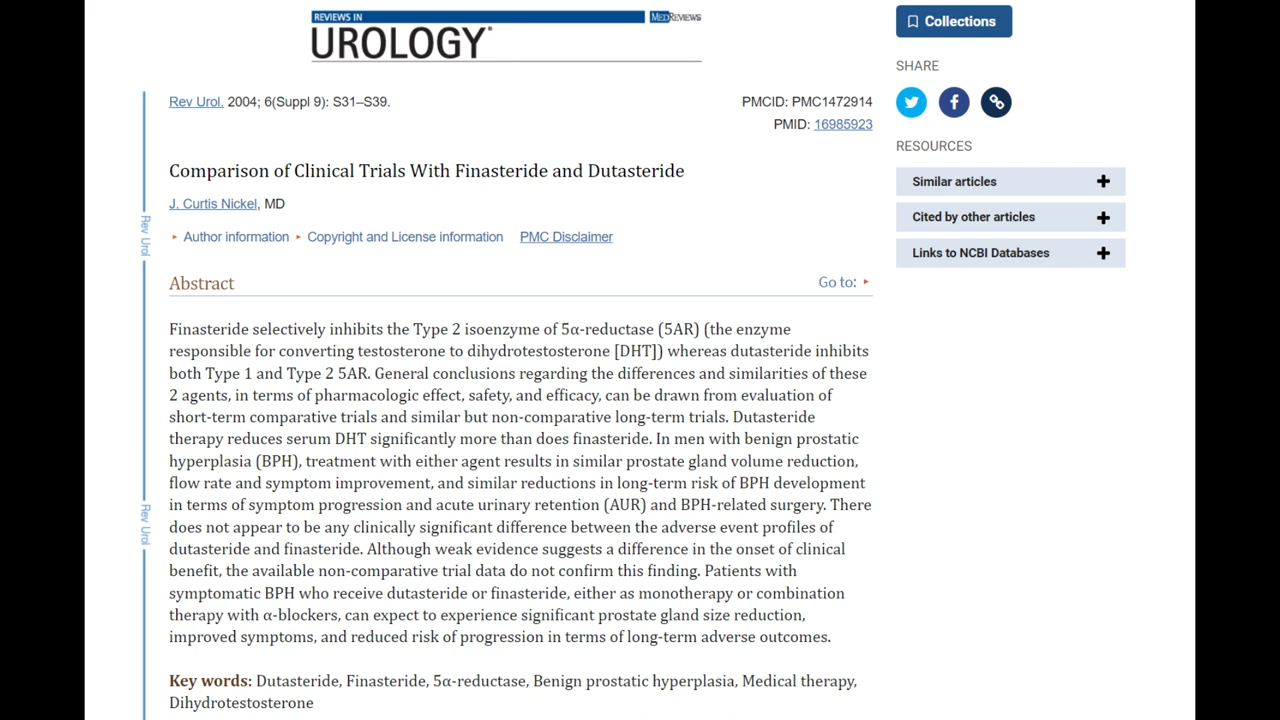 REVIEWS IN
MEDREVIEWS
UROLOGY®
Collections
SHARE
Rev Urol. 2004; 6(Suppl 9): S31–S39.
PMCID: PMC1472914
PMID: 16985923
RESOURCES
Comparison of Clinical Trials With Finasteride and Dutasteride
Similar articles
J. Curtis Nickel, MD
Cited by other articles
Author information
Copyright and License information
PMC Disclaimer
Links to NCBI Databases
Abstract
Go to:
Finasteride selectively inhibits the Type 2 isoenzyme of 5α-reductase (5AR) (the enzyme
responsible for converting testosterone to dihydrotestosterone [DHT]) whereas dutasteride inhibits
both Type 1 and Type 2 5AR. General conclusions regarding the differences and similarities of these
2 agents, in terms of pharmacologic effect, safety, and efficacy, can be drawn from evaluation of
short-term comparative trials and similar but non-comparative long-term trials. Dutasteride
therapy reduces serum DHT significantly more than does finasteride. In men with benign prostatic
hyperplasia (BPH), treatment with either agent results in similar prostate gland volume reduction,
flow rate and symptom improvement, and similar reductions in long-term risk of BPH development
in terms of symptom progression and acute urinary retention (AUR) and BPH-related surgery. There
does not appear to be any clinically significant difference between the adverse event profiles of
dutasteride and finasteride. Although weak evidence suggests a difference in the onset of clinical
benefit, the available non-comparative trial data do not confirm this finding. Patients with
symptomatic BPH who receive dutasteride or finasteride, either as monotherapy or combination
therapy with α-blockers, can expect to experience significant prostate gland size reduction,
improved symptoms, and reduced risk of progression in terms of long-term adverse outcomes.
Key words: Dutasteride, Finasteride, 5α-reductase, Benign prostatic hyperplasia, Medical therapy,
Dihydrotestosterone
Rev Urol
Rev Urol